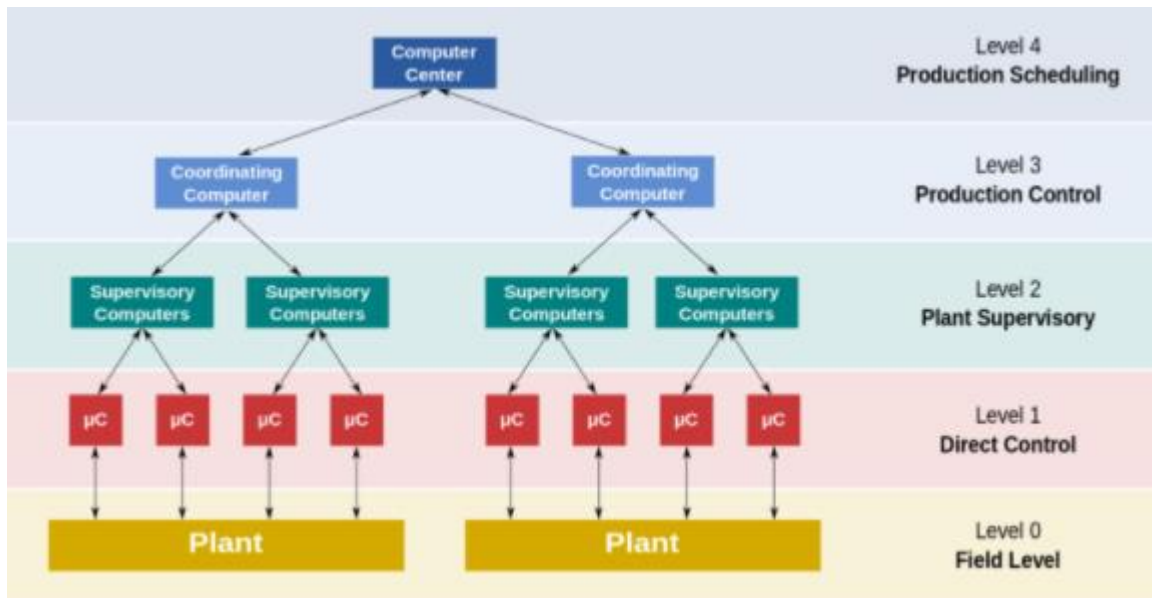 Computer
Center
Level 4
Production Scheduling
Coordinating
Computer
Coordinating
Computer
Level 3
Production Control
Supervisory
Computers
Supervisory
Computers
Supervisory
Computers
Supervisory
Computers
Level 2
Plant Supervisory
µC
µC
µC
µC
µC
µC
µC
µC
Level 1
Direct Control
Plant
Plant
Level 0
Field Level